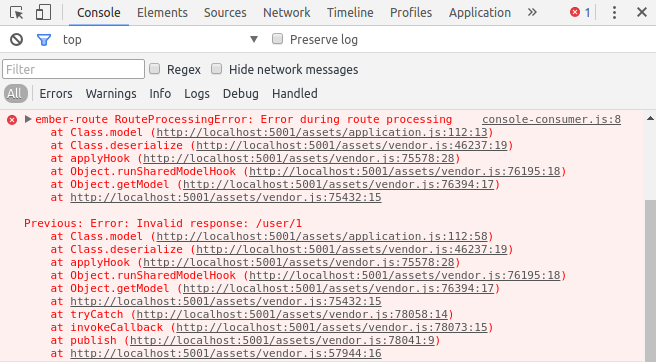 Console Elements Sources Network Timeline Profiles Application » 1
top Preserve log
Filter Regex Hide network messages
All Errors Warnings Info Logs Debug Handled
ember-route RouteProcessingError: Error during route processing console-consumer.js:8
at Class.model (http://localhost:5001/assets/application.js:112:13)
at Class.deserialize (http://localhost:5001/assets/vendor.js:46237:19)
at applyHook (http://localhost:5001/assets/vendor.js:75578:28)
at Object.runSharedModelHook (http://localhost:5001/assets/vendor.js:76195:18)
at Object.getModel (http://localhost:5001/assets/vendor.js:76394:17)
at http://localhost:5001/assets/vendor.js:75432:15
Previous: Error: Invalid response: /user/1
at Class.model (http://localhost:5001/assets/application.js:112:58)
at Class.deserialize (http://localhost:5001/assets/vendor.js:46237:19)
at applyHook (http://localhost:5001/assets/vendor.js:75578:28)
at Object.runSharedModelHook (http://localhost:5001/assets/vendor.js:76195:18)
at Object.getModel (http://localhost:5001/assets/vendor.js:76394:17)
at http://localhost:5001/assets/vendor.js:75432:15
at tryCatch (http://localhost:5001/assets/vendor.js:78058:14)
at invokeCallback (http://localhost:5001/assets/vendor.js:78073:15)
at publish (http://localhost:5001/assets/vendor.js:78041:9)
at http://localhost:5001/assets/vendor.js:57944:16